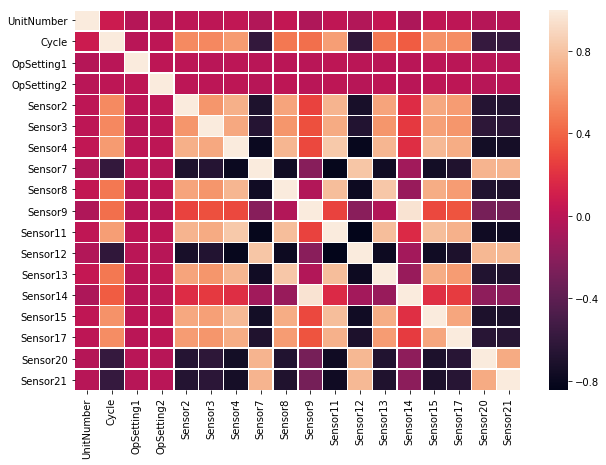 UnitNumber
Cycle
OpSetting1
OpSetting2
Sensor2
Sensor3
Sensor4
Sensor7
Sensor8
Sensor9
Sensor11
Sensor12
Sensor13
Sensor14
Sensor15
Sensor17
Sensor20
Sensor21
UnitNumber
Cycle
OpSetting1
OpSetting2
Sensor2
Sensor3
Sensor4
Sensor7
Sensor8
Sensor9
Sensor11
Sensor12
Sensor13
Sensor14
Sensor15
Sensor17
Sensor20
Sensor21
0.8
0.4
0.0
−0.4
−0.8